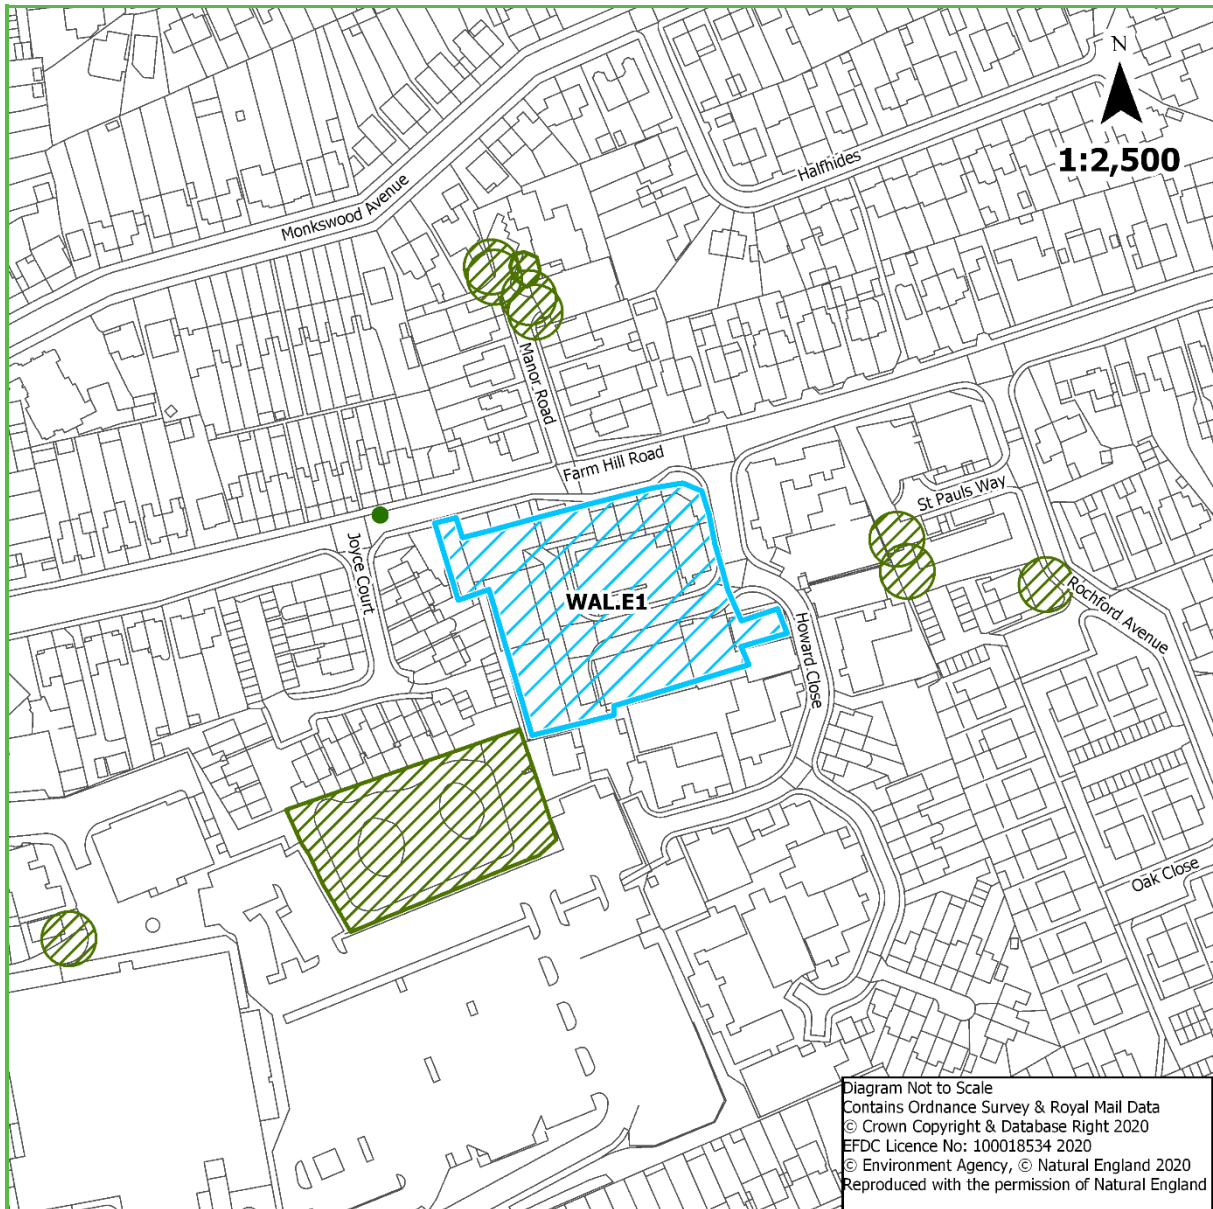 N
1:2,500
Halfhides
Monkswood Avenue
Manor Road
Farm Hill Road
St Pauls Way
Joyce Court
WAL.E1
Rochford Avenue
Howard Close
Oak Close
Diagram Not to Scale
Contains Ordnance Survey & Royal Mail Data
© Crown Copyright & Database Right 2020
EFDC Licence No: 100018534 2020
© Environment Agency, © Natural England 2020
Reproduced with the permission of Natural England